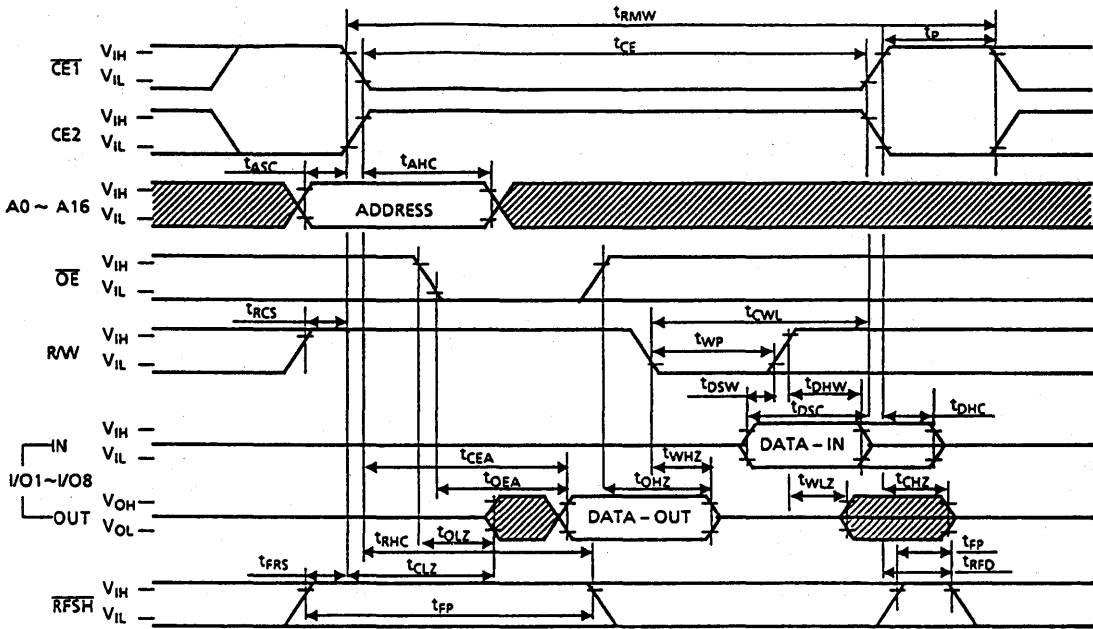 tRMW
tCE
tP
CE1
VIH
VIL
CE2
VIH
VIL
tASC
tAHC
A0 ~ A16
VIH
VIL
ADDRESS
OE
VIH
VIL
tRCS
tCWL
R/W
VIH
VIL
tWP
tDSW
tDHW
tDSC
tDHC
IN
VIH
VIL
DATA - IN
I/O1~I/O8
tCEA
tWHZ
tOEA
tOHZ
tWLZ
tCHZ
OUT
VOH
VOL
DATA - OUT
tOLZ
tRHC
tFP
tFRS
tCLZ
tRFD
RFSH
VIH
VIL
tFP